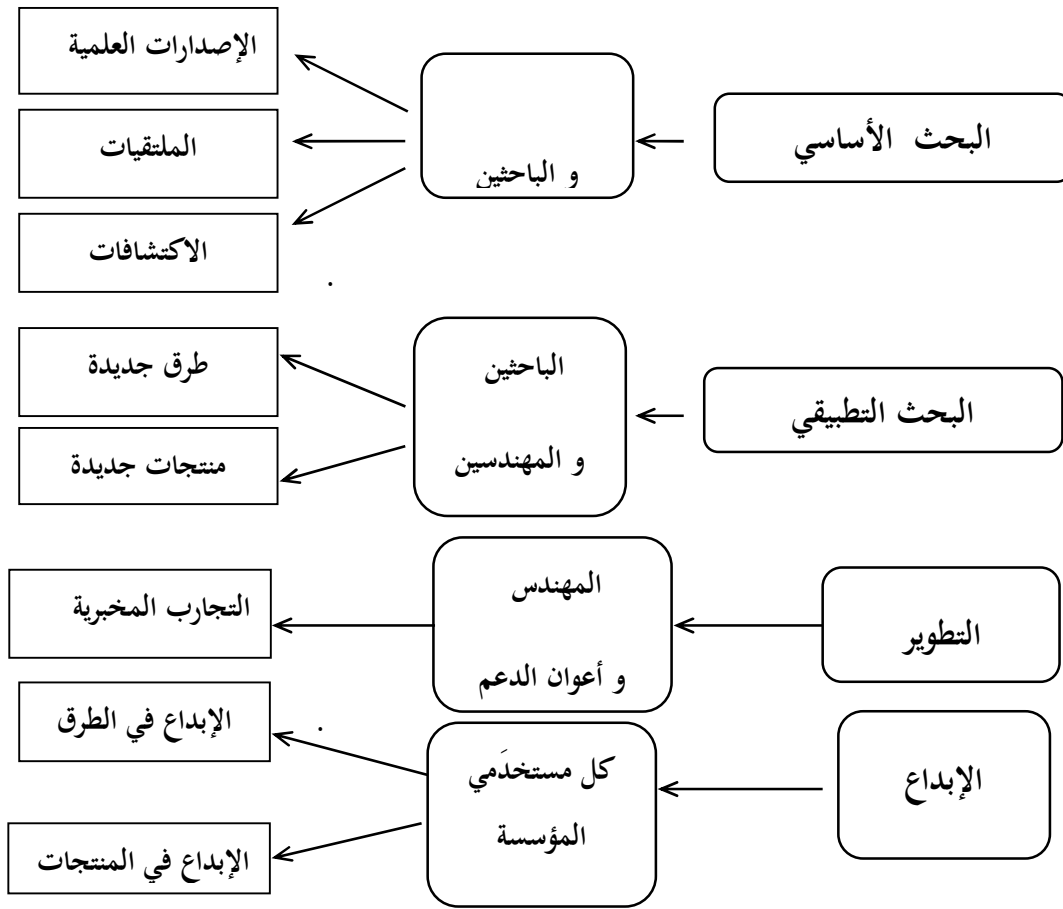 البحث الأساسي
و الباحثين
الإصدارات العلمية
الملتقيات
الاكتشافات
.
البحث التطبيقي
الباحثين
و المهندسين
طرق جديدة
منتجات جديدة
التطوير
المهندس
و أعوان الدعم
التجارب المخبرية
الإبداع
كل مستخدَمي
المؤسسة
الإبداع في الطرق
.
الإبداع في المنتجات